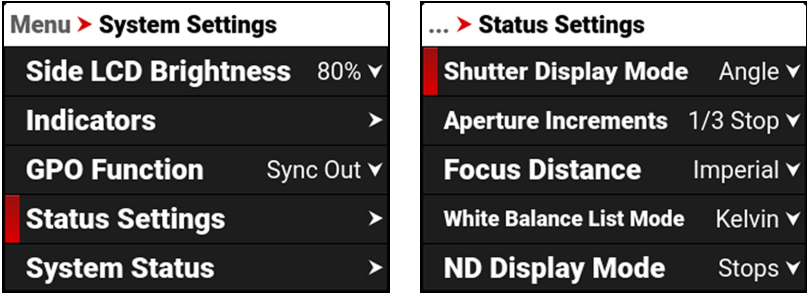 Menu System Settings
Side LCD Brightness 80%
Indicators
GPO Function Sync Out
Status Settings
System Status
... Status Settings
Shutter Display Mode Angle
Aperture Increments 1/3 Stop
Focus Distance Imperial
White Balance List Mode Kelvin
ND Display Mode Stops